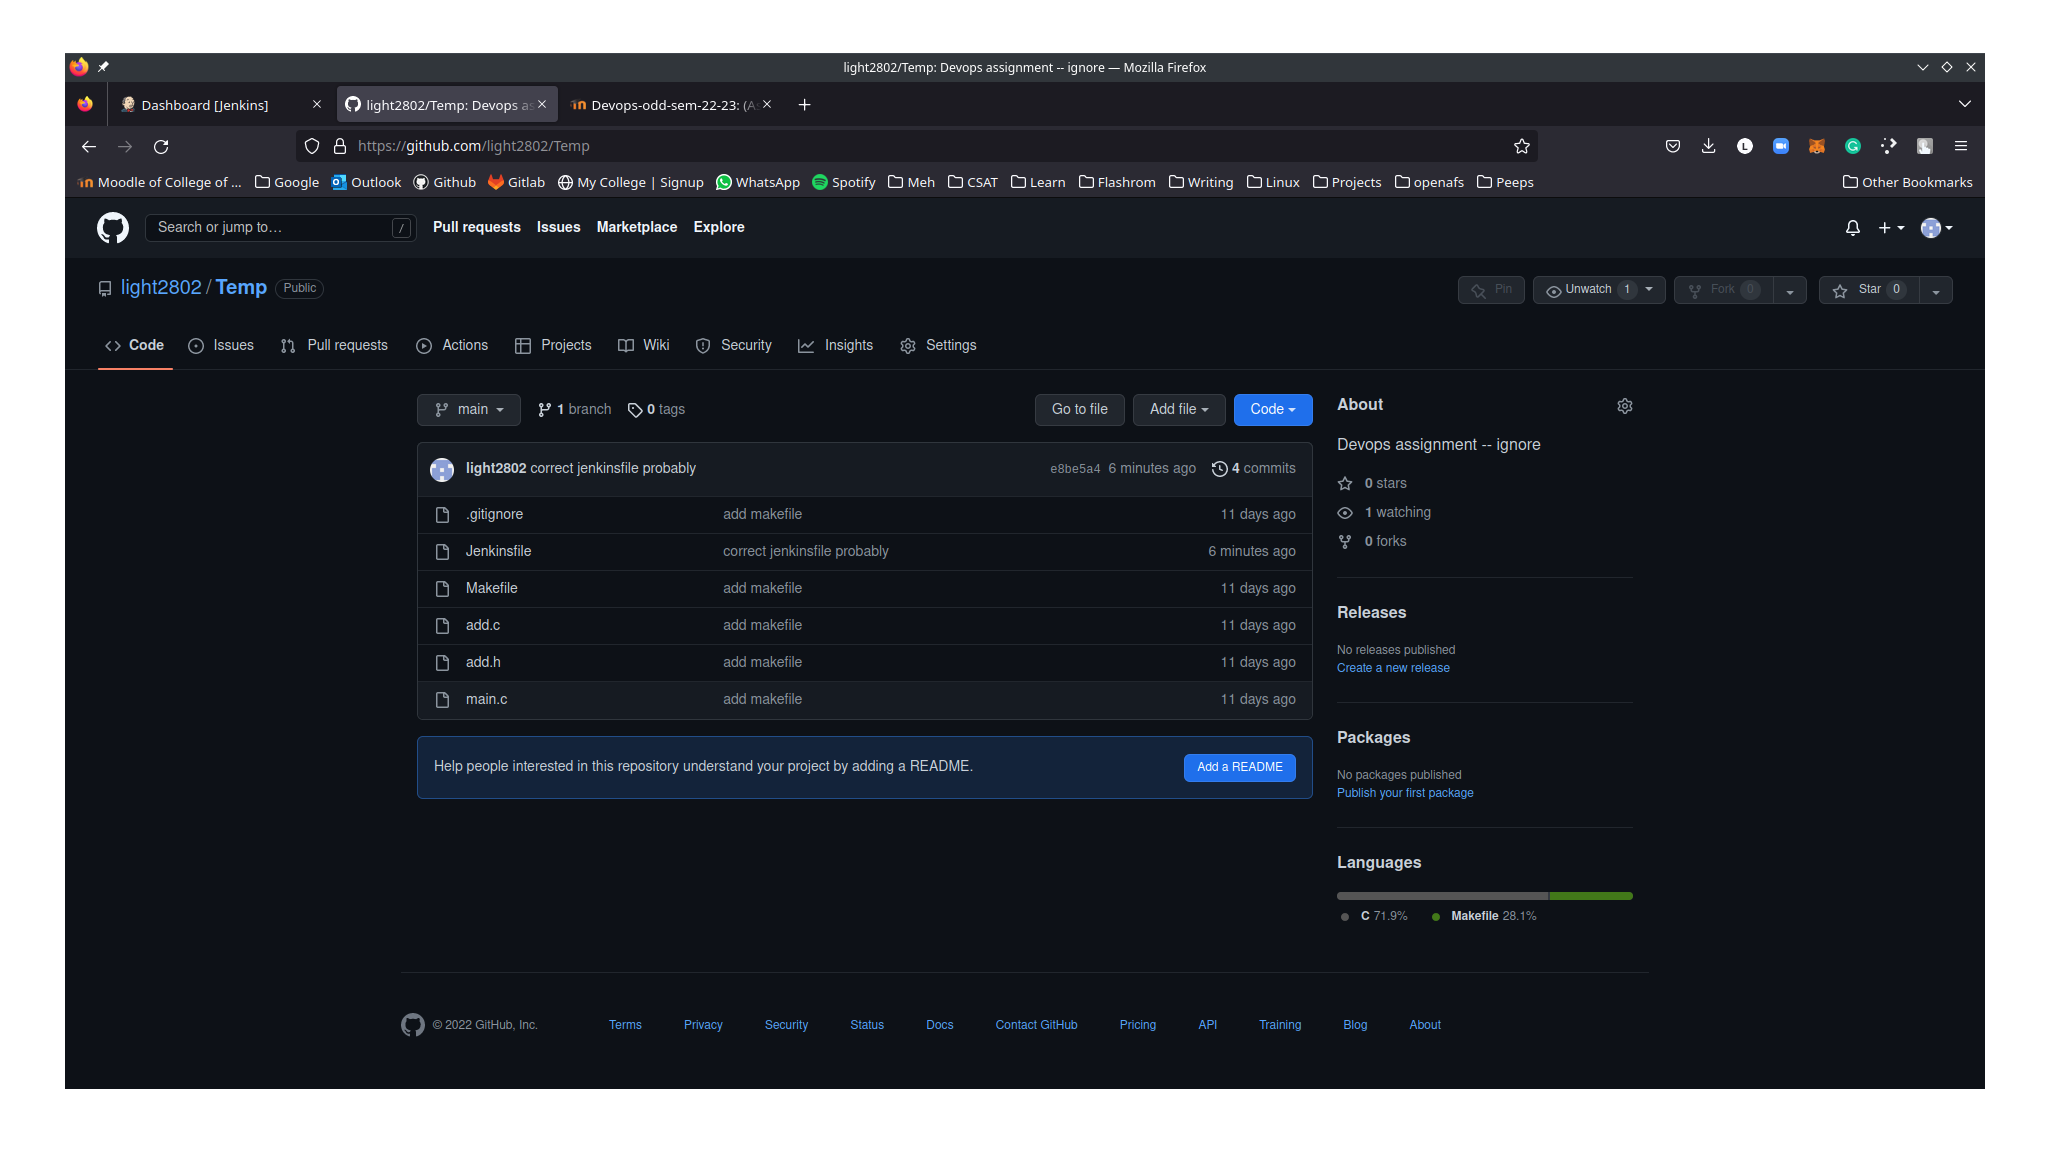 light2802/Temp: Devops assignment -- ignore — Mozilla Firefox
Dashboard [Jenkins] light2802/Temp: Devops as Devops-odd-sem-22-23: (A
https://github.com/light2802/Temp
Moodle of College of ... Google Outlook Github Gitlab My College | Signup WhatsApp Spotify Meh CSAT Learn Flashrom Writing Linux Projects openafs Peeps Other Bookmarks
Search or jump to... / Pull requests Issues Marketplace Explore
light2802 / Temp Public Pin Unwatch 1 Fork 0 Star 0
Code Issues Pull requests Actions Projects Wiki Security Insights Settings
main 1 branch 0 tags Go to file Add file Code
light2802 correct jenkinsfile probably e8be5a4 6 minutes ago 4 commits
.gitignore add makefile 11 days ago
Jenkinsfile correct jenkinsfile probably 6 minutes ago
Makefile add makefile 11 days ago
add.c add makefile 11 days ago
add.h add makefile 11 days ago
main.c add makefile 11 days ago
Help people interested in this repository understand your project by adding a README. Add a README
About
Devops assignment -- ignore
0 stars
1 watching
0 forks
Releases
No releases published
Create a new release
Packages
No packages published
Publish your first package
Languages
C 71.9% Makefile 28.1%
© 2022 GitHub, Inc. Terms Privacy Security Status Docs Contact GitHub Pricing API Training Blog About